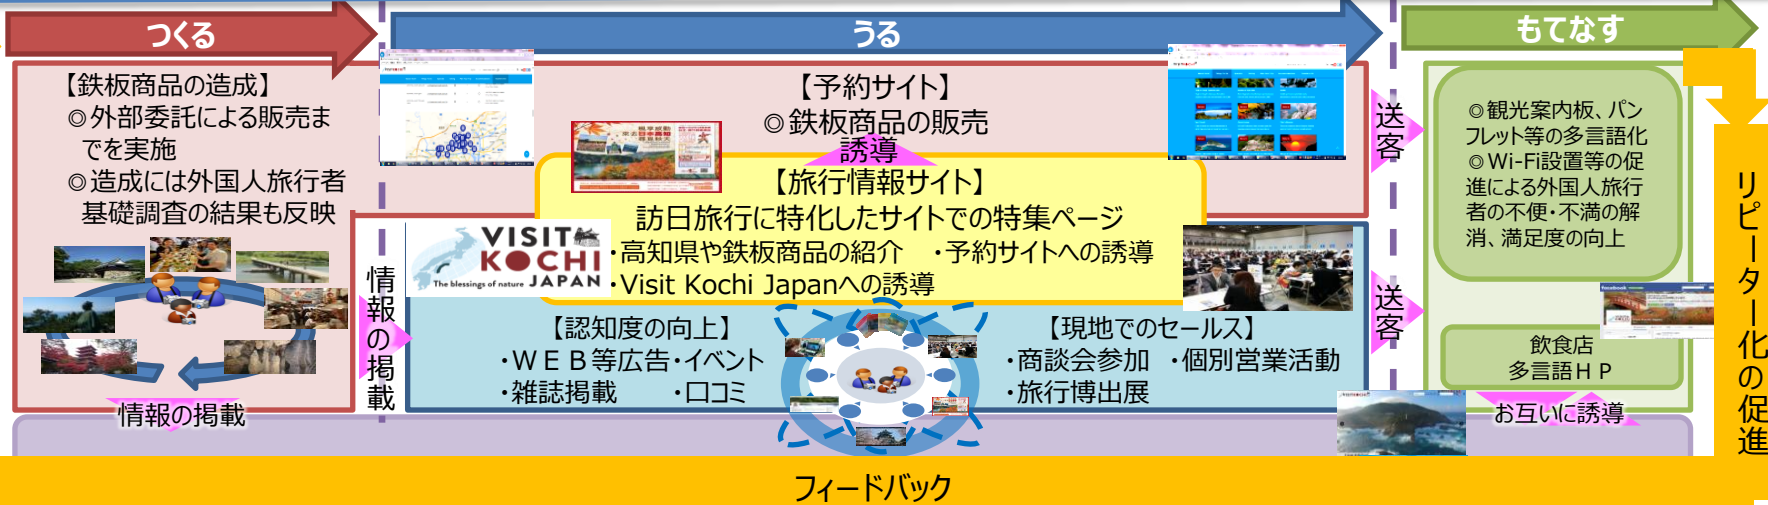 つくる
うる
もてなす
【鉄板商品の造成】
◎外部委託による販売ま
でを実施
◎造成には外国人旅行者
基礎調査の結果も反映
情報の掲載
情報の掲載
【予約サイト】
◎鉄板商品の販売
誘導
【旅行情報サイト】
訪日旅行に特化したサイトでの特集ページ
・高知県や鉄板商品の紹介　・予約サイトへの誘導
・Visit Kochi Japanへの誘導
VISIT
KOCHI
The blessings of nature JAPAN
【認知度の向上】
・ＷＥＢ等広告・イベント
・雑誌掲載　・口コミ
【現地でのセールス】
・商談会参加　・個別営業活動
・旅行博出展
送客
送客
◎観光案内板、パン
フレット等の多言語化
◎Wi-Fi設置等の促
進による外国人旅行
者の不便・不満の解
消、満足度の向上
facebook
飲食店
多言語ＨＰ
お互いに誘導
リピーター化の促進
フィードバック